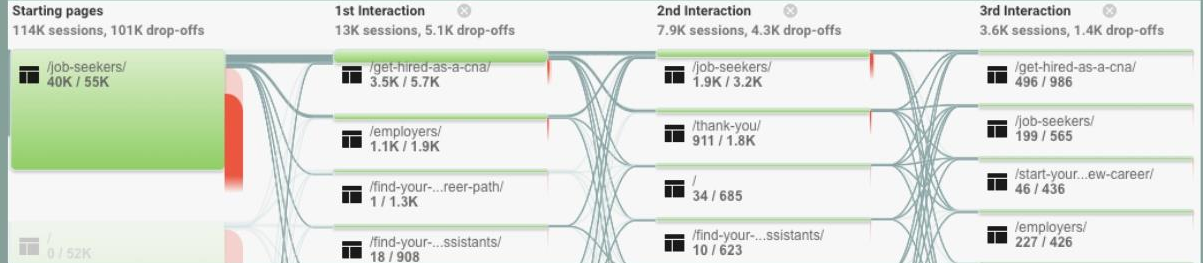 Starting pages
114K sessions, 101K drop-offs
/job-seekers/
40K / 55K
/
0 / 52K
1st Interaction
13K sessions, 5.1K drop-offs
/get-hired-as-a-cna/
3.5K / 5.7K
/employers/
1.1K / 1.9K
/find-your-...reer-path/
1 / 1.3K
/find-your-...ssistants/
18 / 908
2nd Interaction
7.9K sessions, 4.3K drop-offs
/job-seekers/
1.9K / 3.2K
/thank-you/
911 / 1.8K
/
34 / 685
/find-your-...ssistants/
10 / 623
3rd Interaction
3.6K sessions, 1.4K drop-offs
/get-hired-as-a-cna/
496 / 986
/job-seekers/
199 / 565
/start-your...ew-career/
46 / 436
/employers/
227 / 426